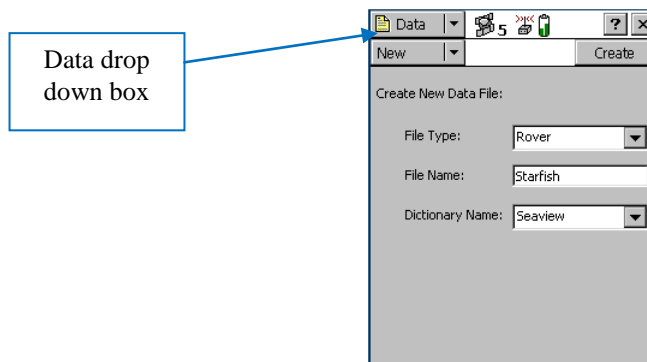 Data drop
down box
Data 5 ? ×
New Create
Create New Data File:
File Type: Rover
File Name: Starfish
Dictionary Name: Seaview